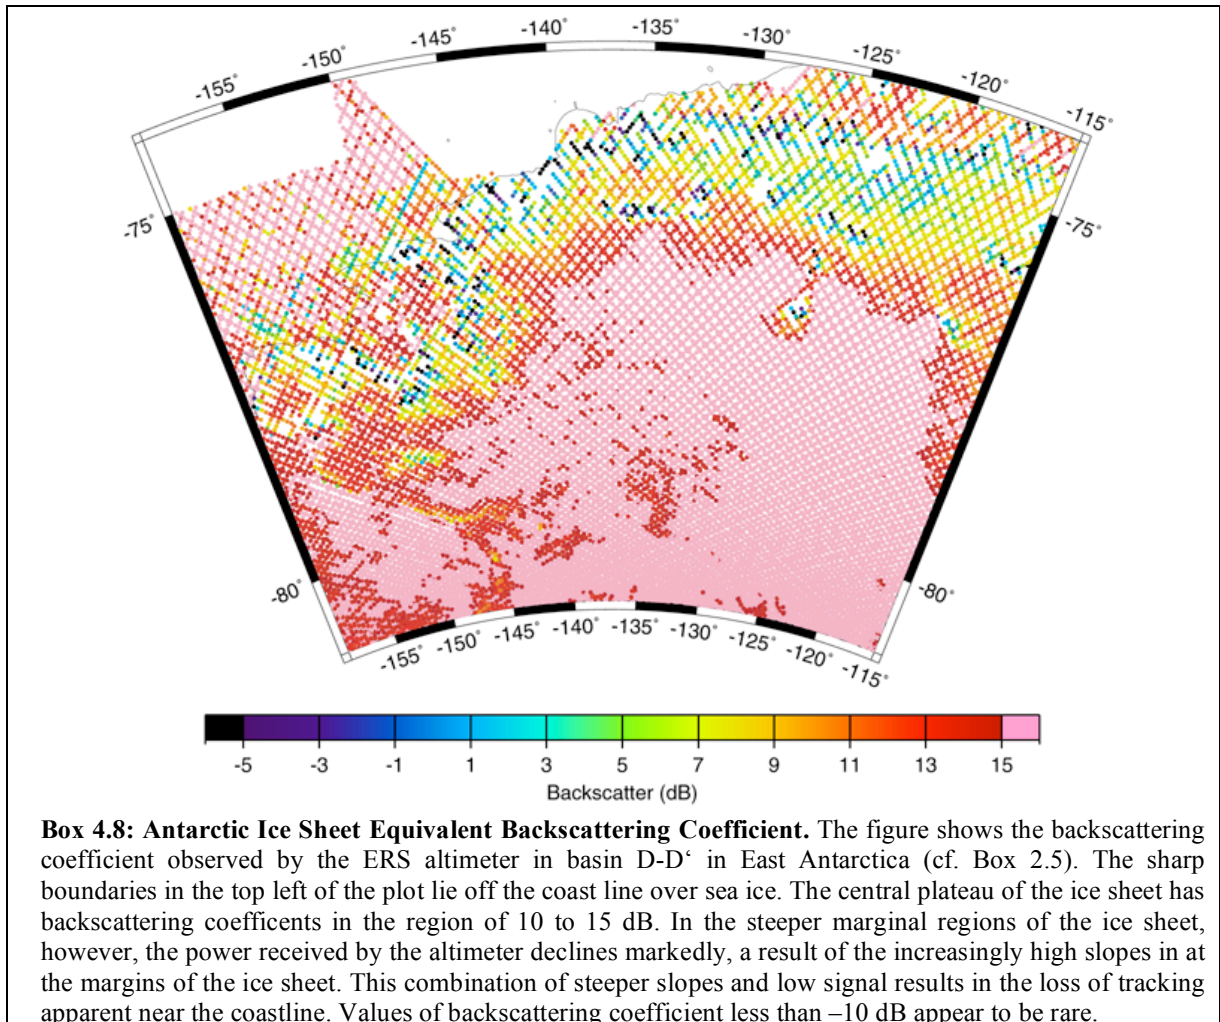 -155° -150° -145° -140° -135° -130° -125° -120° -115°
-75° -75°
-80° -80°
-155° -150° -145° -140° -135° -130° -125° -120° -115°
-5 -3 -1 1 3 5 7 9 11 13 15
Backscatter (dB)
Box 4.8: Antarctic Ice Sheet Equivalent Backscattering Coefficient. The figure shows the backscattering
coefficient observed by the ERS altimeter in basin D-D‘ in East Antarctica (cf. Box 2.5). The sharp
boundaries in the top left of the plot lie off the coast line over sea ice. The central plateau of the ice sheet has
backscattering coefficents in the region of 10 to 15 dB. In the steeper marginal regions of the ice sheet,
however, the power received by the altimeter declines markedly, a result of the increasingly high slopes in at
the margins of the ice sheet. This combination of steeper slopes and low signal results in the loss of tracking
apparent near the coastline. Values of backscattering coefficient less than –10 dB appear to be rare.